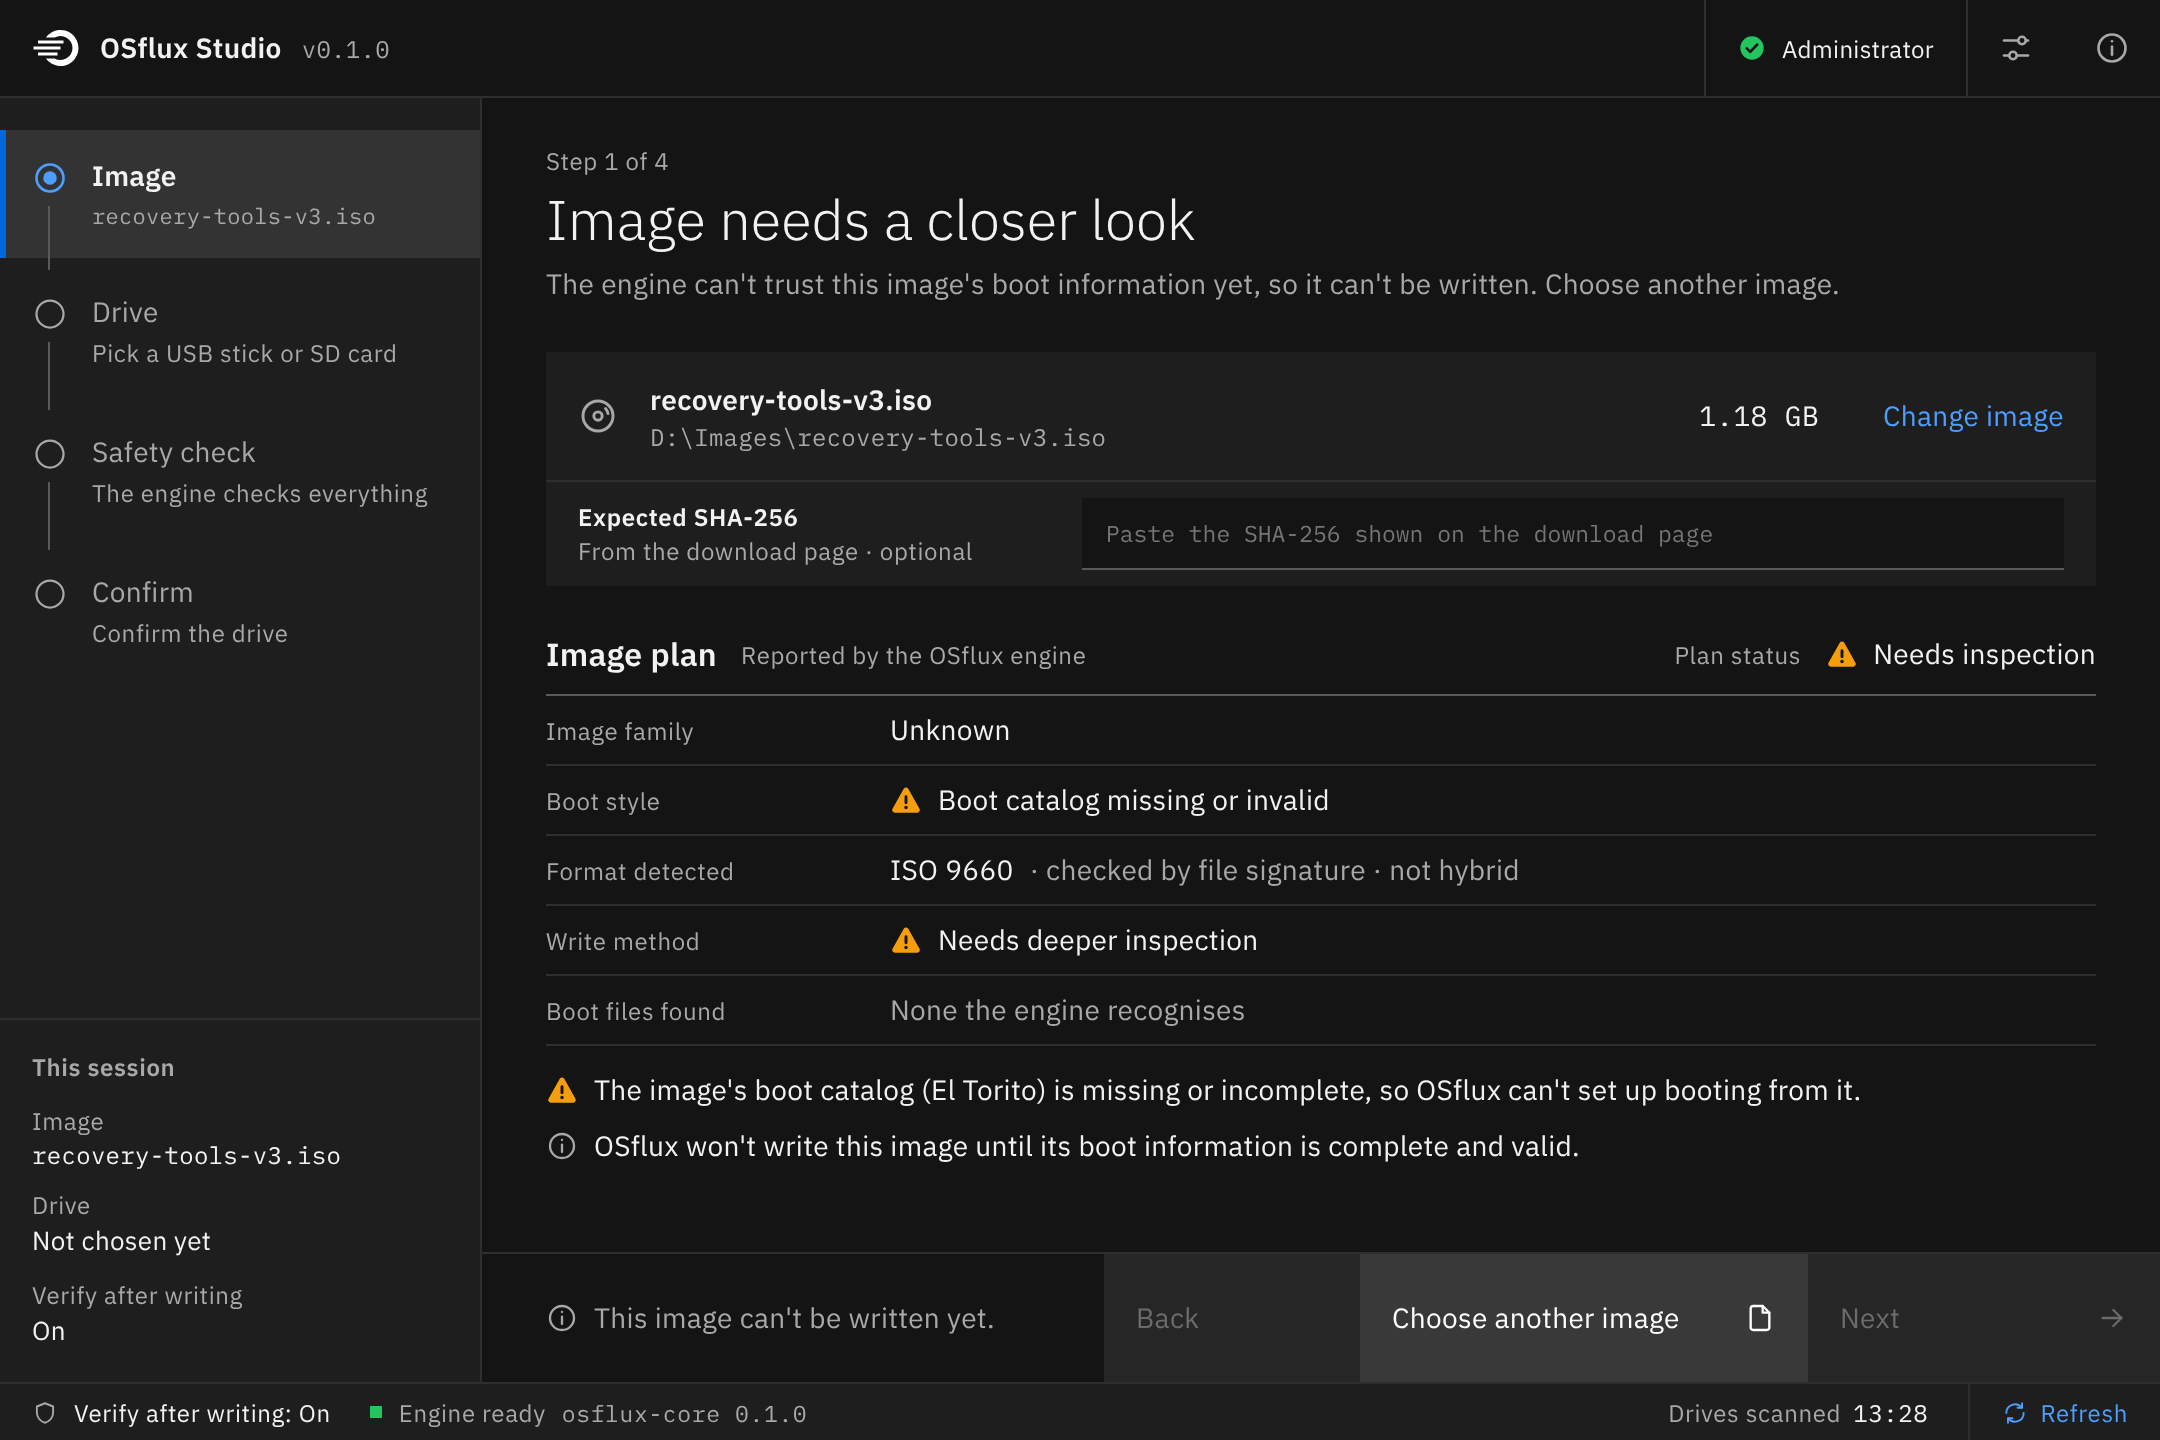 OSflux Studio v0.1.0
Administrator
Image
recovery-tools-v3.iso
Drive
Pick a USB stick or SD card
Safety check
The engine checks everything
Confirm
Confirm the drive
This session
Image
recovery-tools-v3.iso
Drive
Not chosen yet
Verify after writing
On
Step 1 of 4
Image needs a closer look
The engine can't trust this image's boot information yet, so it can't be written. Choose another image.
recovery-tools-v3.iso
D:\Images\recovery-tools-v3.iso
1.18 GB
Change image
Expected SHA-256
From the download page · optional
Paste the SHA-256 shown on the download page
Image plan Reported by the OSflux engine
Plan status Needs inspection
Image family Unknown
Boot style Boot catalog missing or invalid
Format detected ISO 9660 · checked by file signature · not hybrid
Write method Needs deeper inspection
Boot files found None the engine recognises
The image's boot catalog (El Torito) is missing or incomplete, so OSflux can't set up booting from it.
OSflux won't write this image until its boot information is complete and valid.
This image can't be written yet.
Back
Choose another image
Next
Verify after writing: On
Engine ready osflux-core 0.1.0
Drives scanned 13:28
Refresh